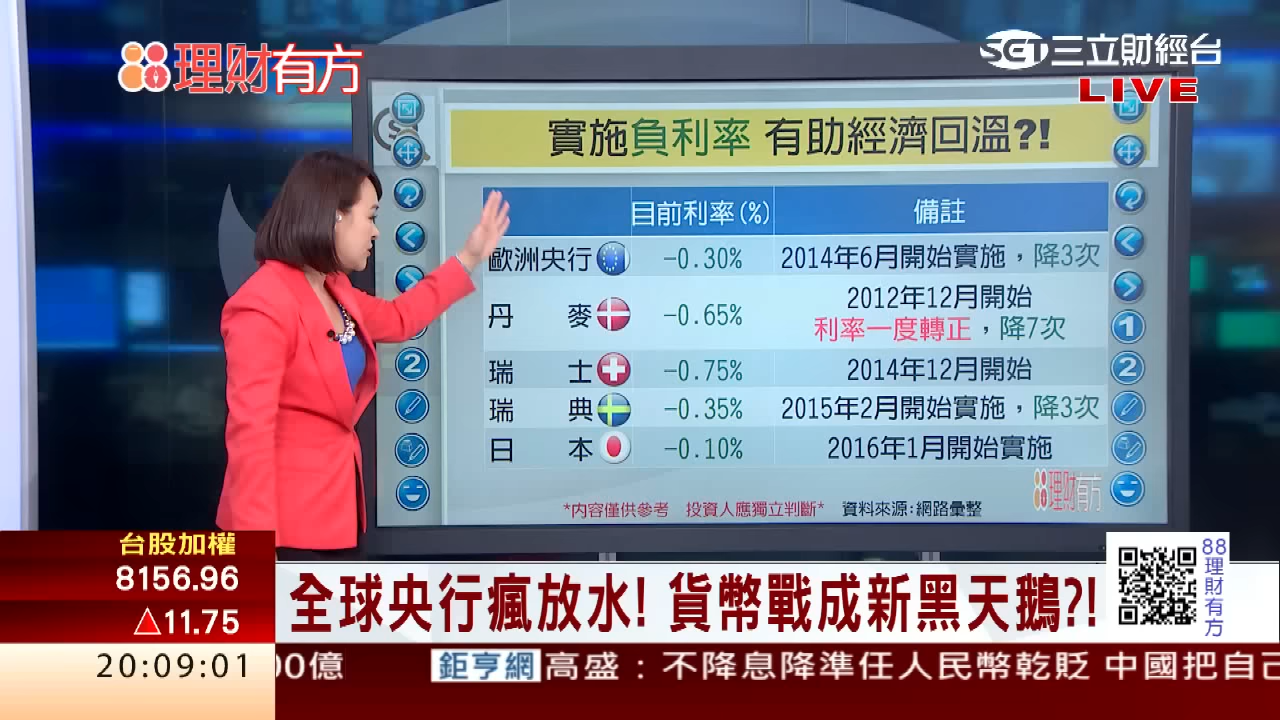 88理財有方
SET三立財經台
LIVE
實施負利率 有助經濟回溫?!
目前利率(%) 備註
歐洲央行 -0.30% 2014年6月開始實施，降3次
丹麥 -0.65% 2012年12月開始
利率一度轉正，降7次
瑞士 -0.75% 2014年12月開始
瑞典 -0.35% 2015年2月開始實施，降3次
日本 -0.10% 2016年1月開始實施
88理財有方
*內容僅供參考 投資人應獨立判斷* 資料來源:網路彙整
1
2
2
台股加權
8156.96
△11.75
全球央行瘋放水! 貨幣戰成新黑天鵝?!
88理財有方
20:09:01
00億 鉅亨網 高盛：不降息降準任人民幣乾貶 中國把自己